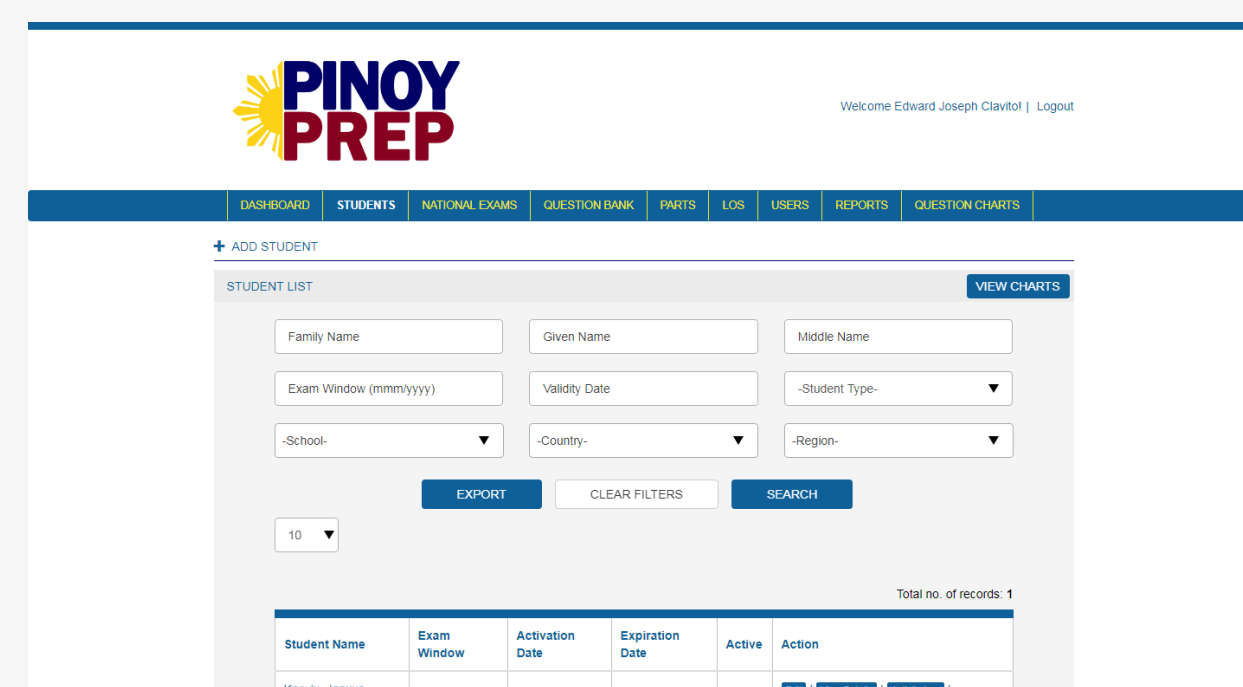 PINOY
PREP
Welcome Edward Joseph Clavito! | Logout
DASHBOARD STUDENTS NATIONAL EXAMS QUESTION BANK PARTS LOS USERS REPORTS QUESTION CHARTS
+ ADD STUDENT
STUDENT LIST VIEW CHARTS
Family Name Given Name Middle Name
Exam Window (mmm/yyyy) Validity Date -Student Type-
-School- -Country- -Region-
EXPORT CLEAR FILTERS SEARCH
10
Total no. of records: 1
Student Name Exam Window Activation Date Expiration Date Active Action